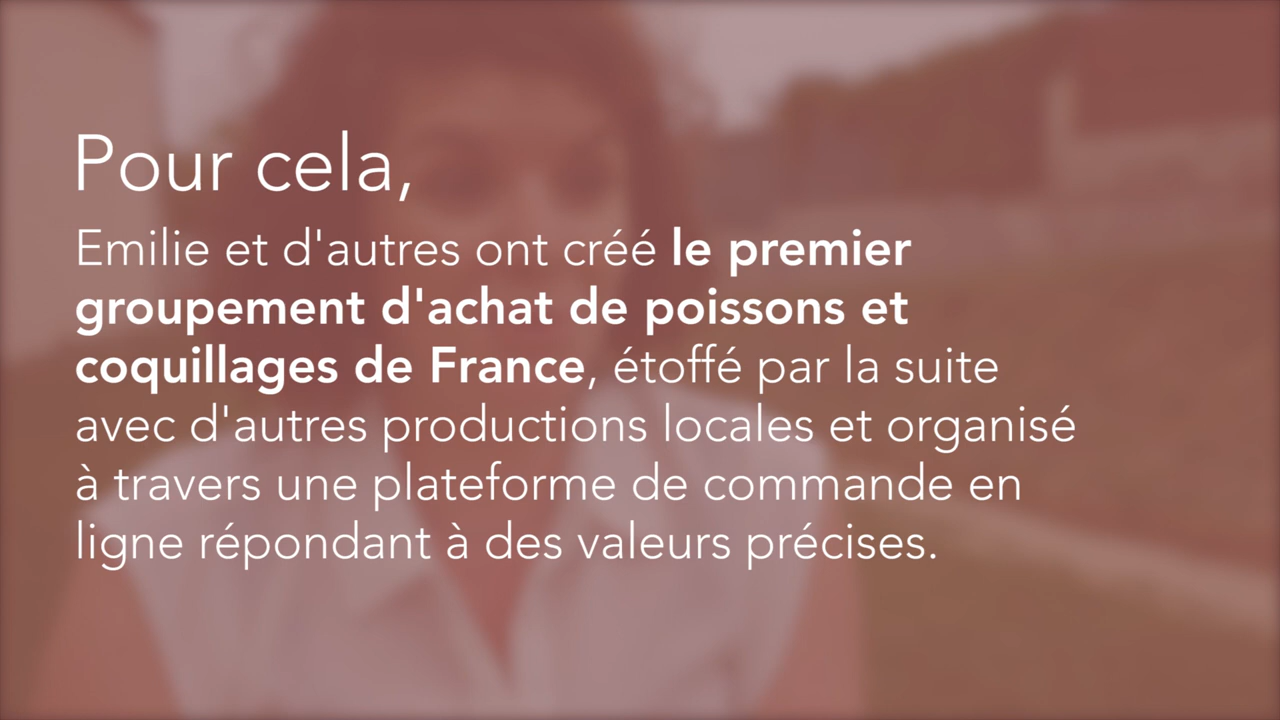 Pour cela,
Emilie et d'autres ont créé le premier
groupement d'achat de poissons et
coquillages de France, étoffé par la suite
avec d'autres productions locales et organisé
à travers une plateforme de commande en
ligne répondant à des valeurs précises.